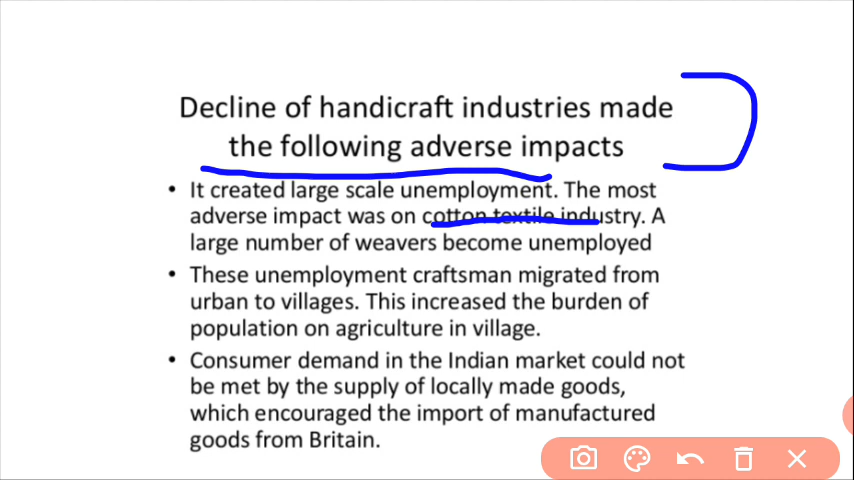 Decline of handicraft industries made
the following adverse impacts
• It created large scale unemployment. The most
adverse impact was on cotton textile industry. A
large number of weavers become unemployed
• These unemployment craftsman migrated from
urban to villages. This increased the burden of
population on agriculture in village.
• Consumer demand in the Indian market could not
be met by the supply of locally made goods,
which encouraged the import of manufactured
goods from Britain.